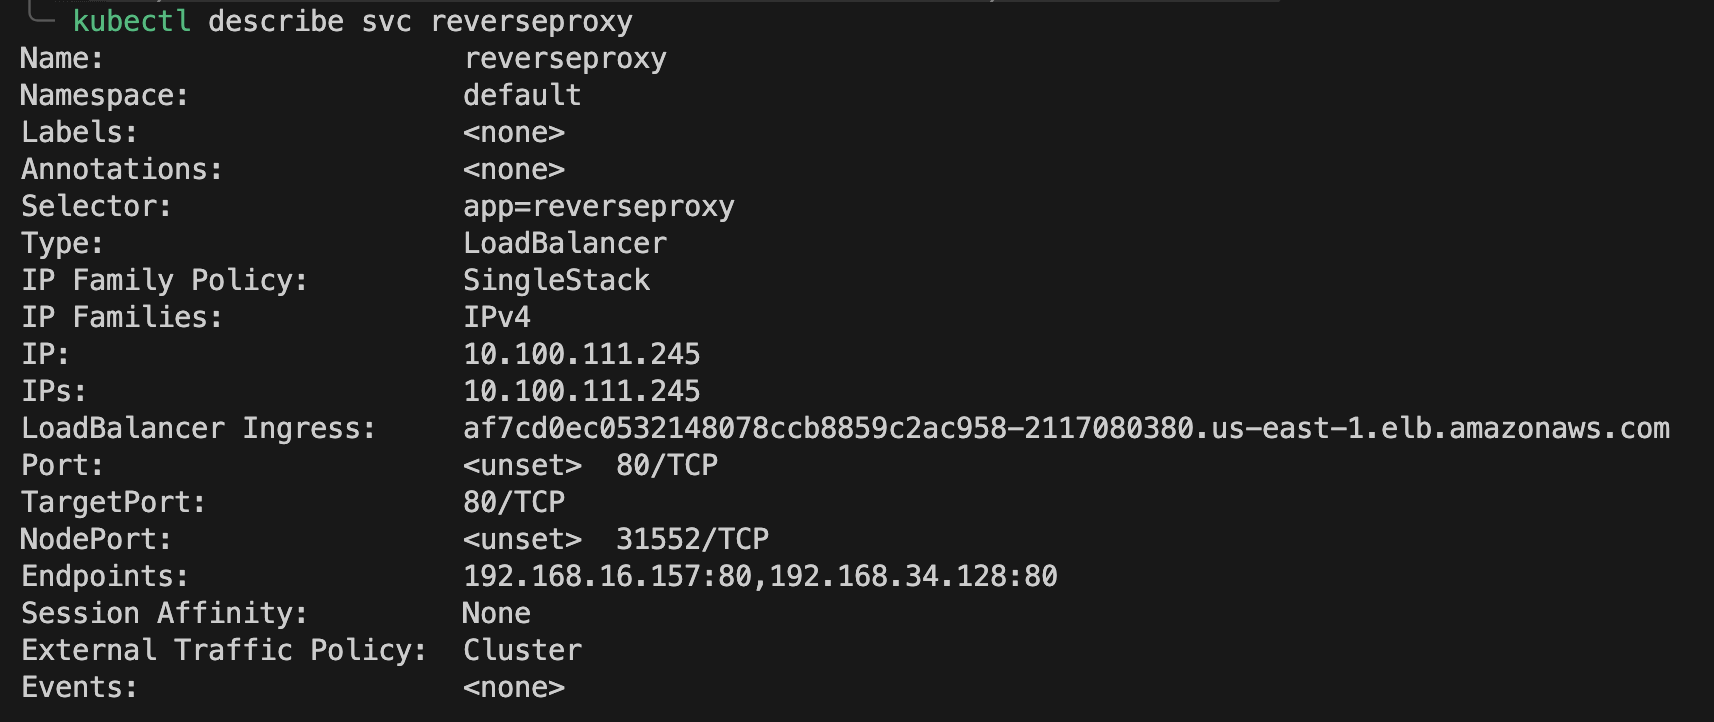 kubectl describe svc reverseproxy
Name:                     reverseproxy
Namespace:                default
Labels:                   <none>
Annotations:              <none>
Selector:                 app=reverseproxy
Type:                     LoadBalancer
IP Family Policy:         SingleStack
IP Families:              IPv4
IP:                       10.100.111.245
IPs:                      10.100.111.245
LoadBalancer Ingress:     af7cd0ec0532148078ccb8859c2ac958-2117080380.us-east-1.elb.amazonaws.com
Port:                     <unset>  80/TCP
TargetPort:               80/TCP
NodePort:                 <unset>  31552/TCP
Endpoints:                192.168.16.157:80,192.168.34.128:80
Session Affinity:         None
External Traffic Policy:  Cluster
Events:                   <none>